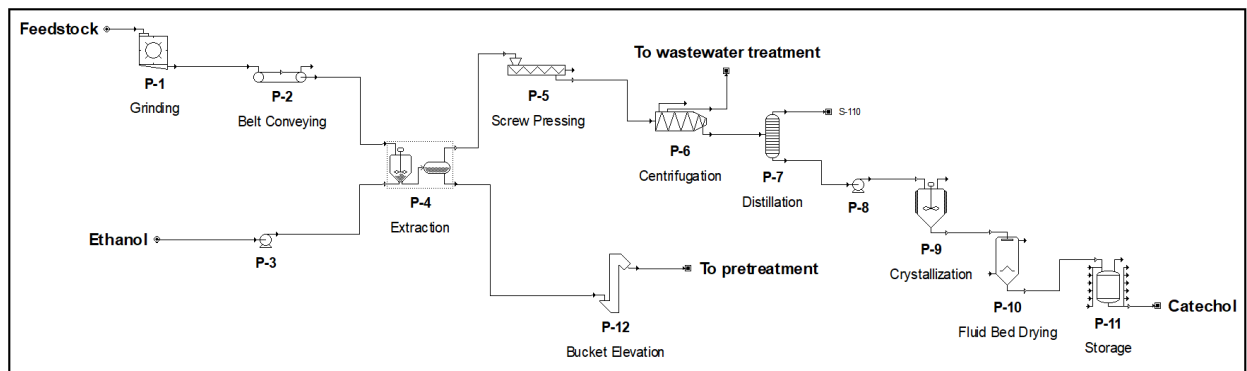 Feedstock
P-1
Grinding
P-2
Belt Conveying
P-5
Screw Pressing
To wastewater treatment
P-6
Centrifugation
S-110
P-7
Distillation
P-8
P-4
Extraction
Ethanol
P-3
P-9
Crystallization
P-10
Fluid Bed Drying
P-11
Storage
Catechol
P-12
Bucket Elevation
To pretreatment